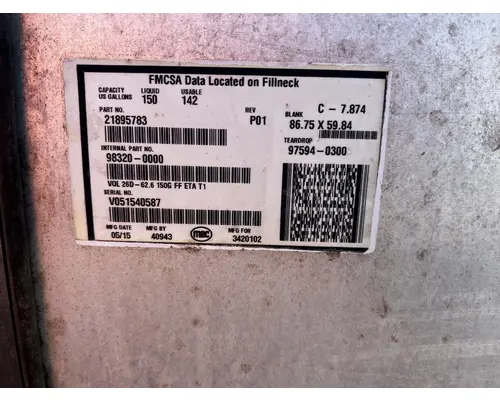 FMCSA Data Located on Fillneck
CAPACITY LIQUID USABLE
US GALLONS 150 142
C - 7.874
PART NO. REV BLANK
21895783 P01 86.75 X 59.84
INTERNAL PART NO. TEARDROP
98320-0000 97594-0300
VOL 26D-62.6 150G FF ETA T1
SERIAL NO.
V051540587
MFG DATE MFG BY MFG FOR
05/15 40943 3420102